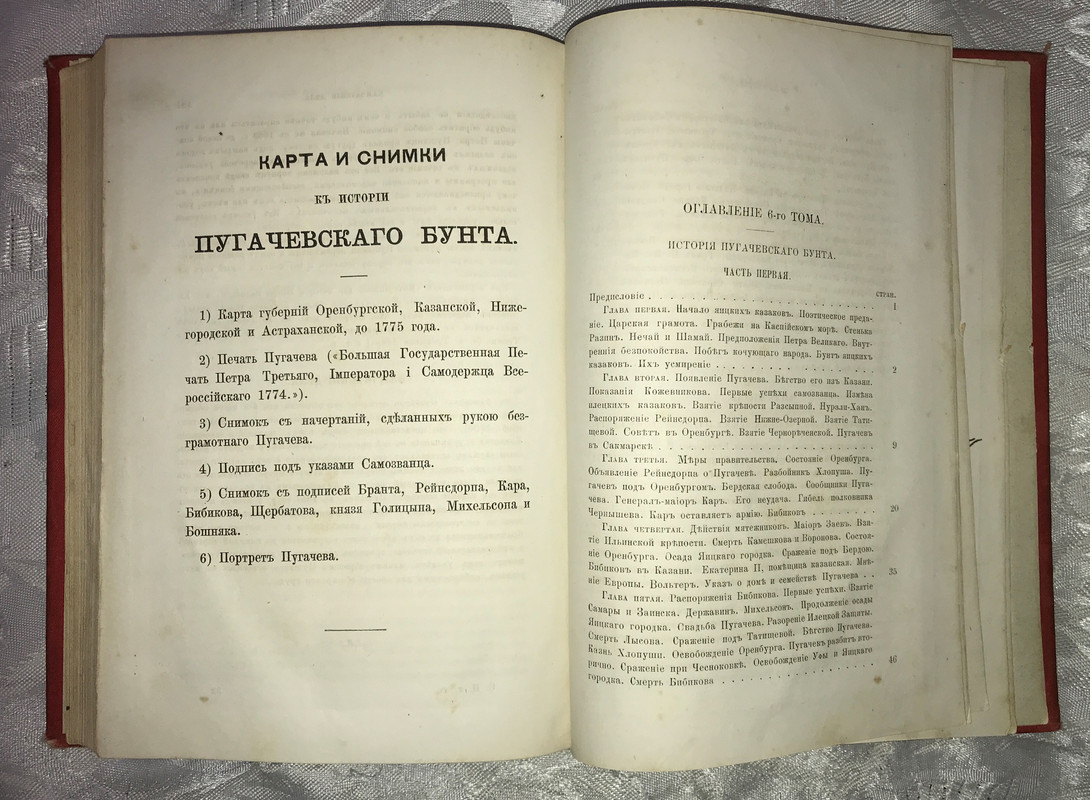 КАРТА И СНИМКИ
КЪ ИСТОРІИ
ПУГАЧЕВСКАГО БУНТА.
1) Карта губерній Оренбургской, Казанской, Ниже-
городской и Астраханской, до 1775 года.
2) Печать Пугачева («Большая Государственная Пе-
чать Петра Третьяго, Імператора і Самодержца Все-
россійскаго 1774.»).
3) Снимокъ съ начертаній, сдѣланныхъ рукою без-
грамотнаго Пугачева.
4) Подпись подъ указами Самозванца.
5) Снимокъ съ подписей Бранта, Рейнсдорпа, Кара,
Бибикова, Щербатова, князя Голицына, Михельсона и
Бошняка.
6) Портретъ Пугачева.
ОГЛАВЛЕНІЕ 6-го ТОМА.
ИСТОРІЯ ПУГАЧЕВСКАГО БУНТА.
ЧАСТЬ ПЕРВАЯ.
СТРАН.
Предисловіе . . . . . . . . . . . . . . . . . . . . 1
Глава первая. Начало яицкихъ казаковъ. Поэтическое преда-
ніе. Царская грамота. Грабежи на Каспійскомъ морѣ. Стенька
Разинъ. Нечай и Шамай. Предположенія Петра Великаго. Внут-
реннія безпокойства. Побѣгъ кочующаго народа. Бунтъ яицкихъ
казаковъ. Ихъ усмиреніе . . . . . . . . . . . . . 2
Глава вторая. Появленіе Пугачева. Бѣгство его изъ Казани.
Показанія Кожевникова. Первые успѣхи самозванца. Измѣна
илецкихъ казаковъ. Взятіе крѣпости Разсыпной. Нурали-Ханъ.
Распоряженіе Рейнсдорпа. Взятіе Нижне-Озерной. Взятіе Тати-
щевой. Совѣтъ въ Оренбургѣ. Взятіе Чернорѣченской. Пугачевъ
въ Сакмарскѣ . . . . . . . . . . . . . . . . . . 9
Глава третья. Мѣры правительства. Состояніе Оренбурга.
Объявленіе Рейнсдорпа о Пугачевѣ. Разбойникъ Хлопуша. Пу-
гачевъ подъ Оренбургомъ. Бердская слобода. Сообщники Пуга-
чева. Генералъ-маіоръ Каръ. Его неудача. Гибель полковника
Чернышева. Каръ оставляетъ армію. Бибиковъ . . . . . . . . 20
Глава четвертая. Дѣйствія мятежниковъ. Маіоръ Заевъ. Взя-
тіе Ильинской крѣпости. Смерть Камешкова и Воронова. Состоя-
ніе Оренбурга. Осада Яицкаго городка. Сраженіе подъ Бердою.
Бибиковъ въ Казани. Екатерина II, помѣщица казанская. Мнѣ-
ніе Европы. Вольтеръ. Указъ о домѣ и семействѣ Пугачева . . 35
Глава пятая. Распоряженія Бибикова. Первые успѣхи. Взятіе
Самары и Заинска. Державинъ. Михельсонъ. Продолженіе осады
Яицкаго городка. Свадьба Пугачева. Разореніе Илецкой Защиты.
Смерть Лысова. Сраженіе подъ Татищевой. Бѣгство Пугачева.
Казнь Хлопуши. Освобожденіе Оренбурга. Пугачевъ разбитъ вто-
рично. Сраженіе при Чесноковкѣ. Освобожденіе Уфы и Яицкаго
городка. Смерть Бибикова . . . . . . . . . . . . . 46